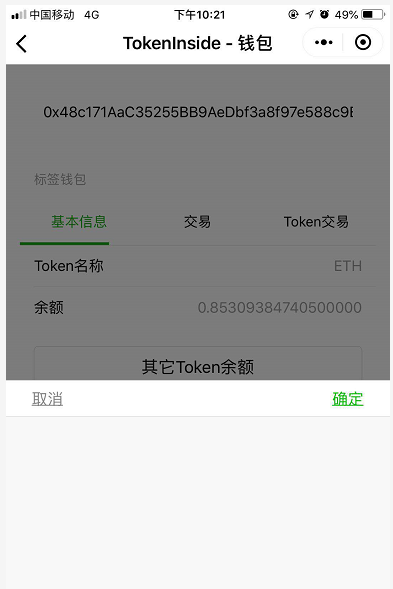 中国移动 4G 下午10:21 49%
TokenInside - 钱包
0x48c171AaC35255BB9AeDbf3a8f97e588c9E
标签钱包
基本信息 交易 Token交易
Token名称 ETH
余额 0.85309384740500000
其它Token余额
取消 确定